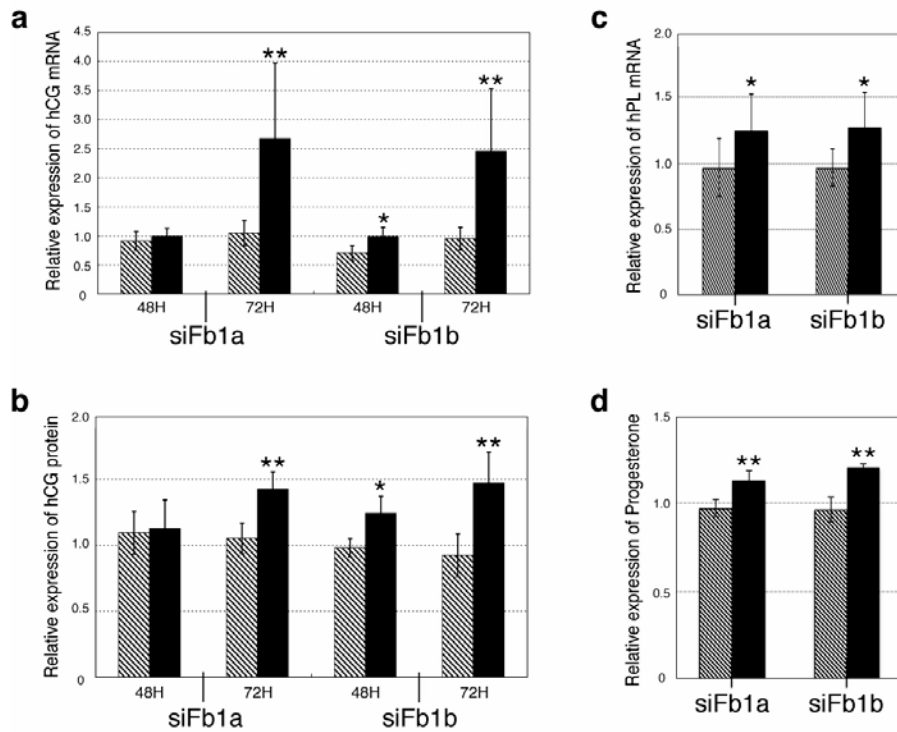 a
Relative expression of hCG mRNA
4.5
4.0
3.5
3.0
2.5
2.0
1.5
1.0
0.5
0
**
*
**
48H
72H
48H
72H
siFb1a
siFb1b
b
Relative expression of hCG protein
2.0
1.5
1.0
0.5
0
**
*
**
48H
72H
48H
72H
siFb1a
siFb1b
c
Relative expression of hPL mRNA
2.0
1.5
1.0
0.5
0
*
*
siFb1a
siFb1b
d
Relative expression of Progesterone
1.5
1.0
0.5
0
**
**
siFb1a
siFb1b